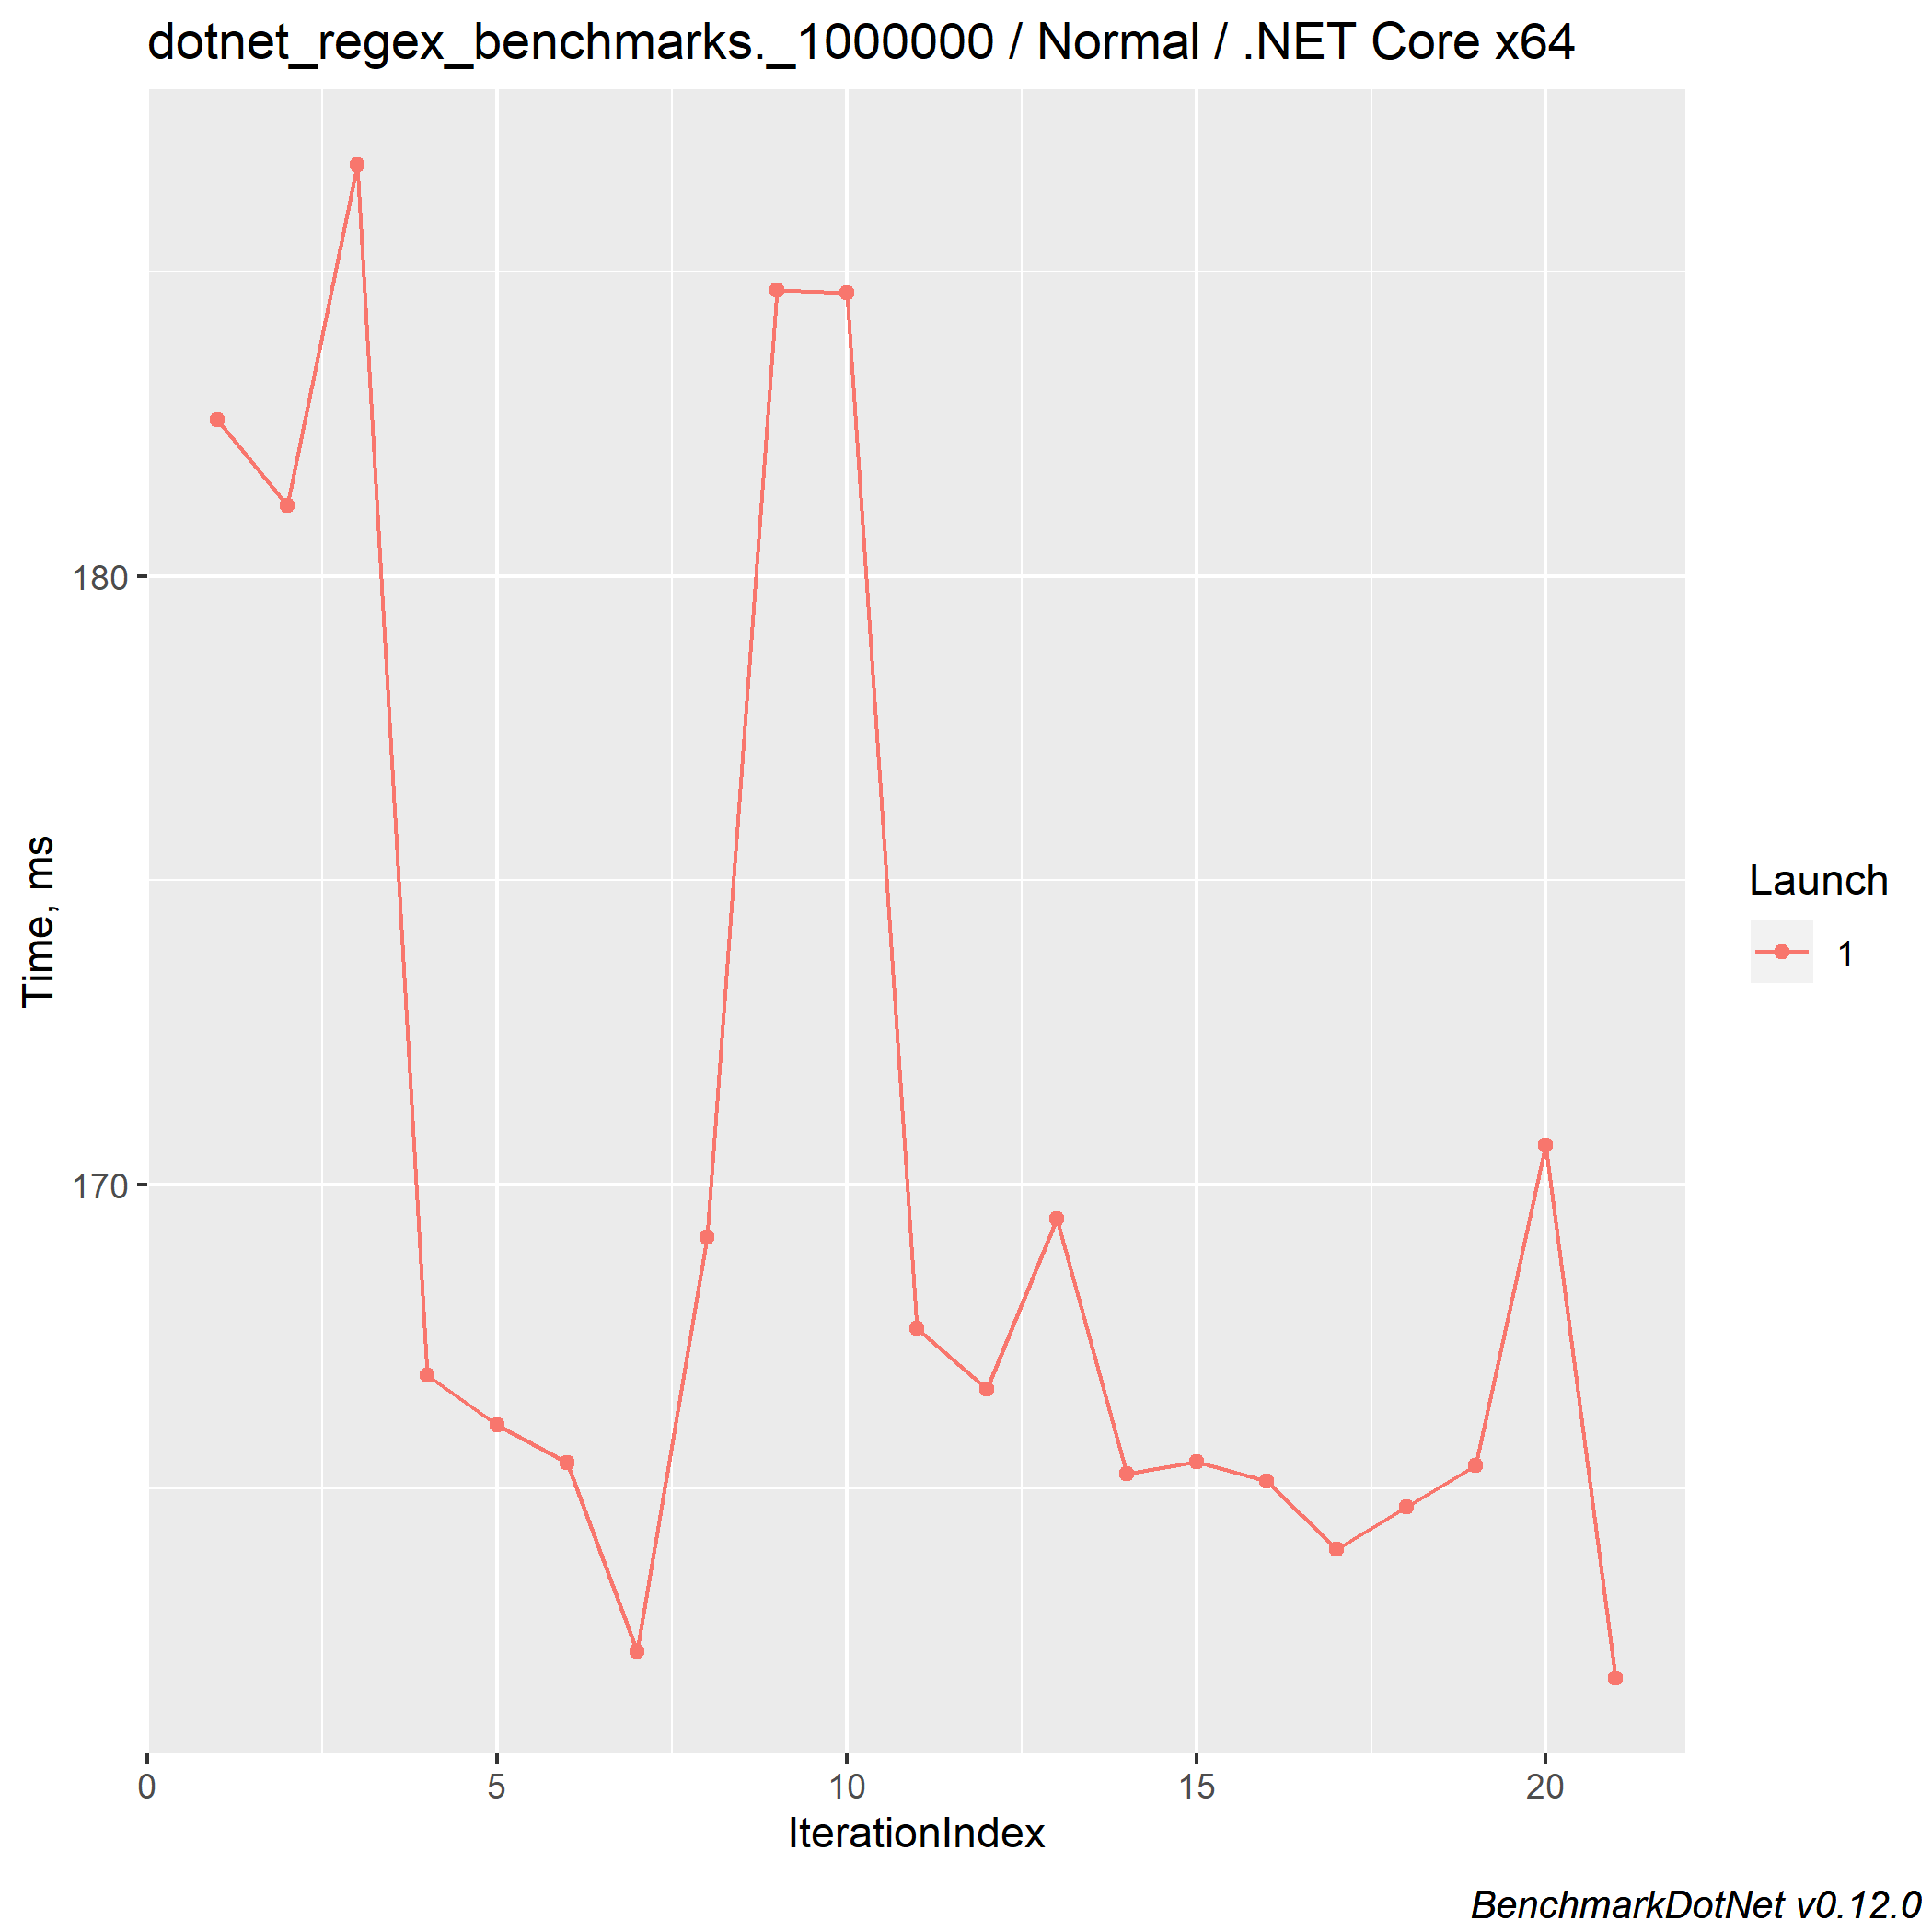 dotnet_regex_benchmarks._1000000 / Normal / .NET Core x64
180
170
Time, ms
0 5 10 15 20
IterationIndex
Launch
1
BenchmarkDotNet v0.12.0